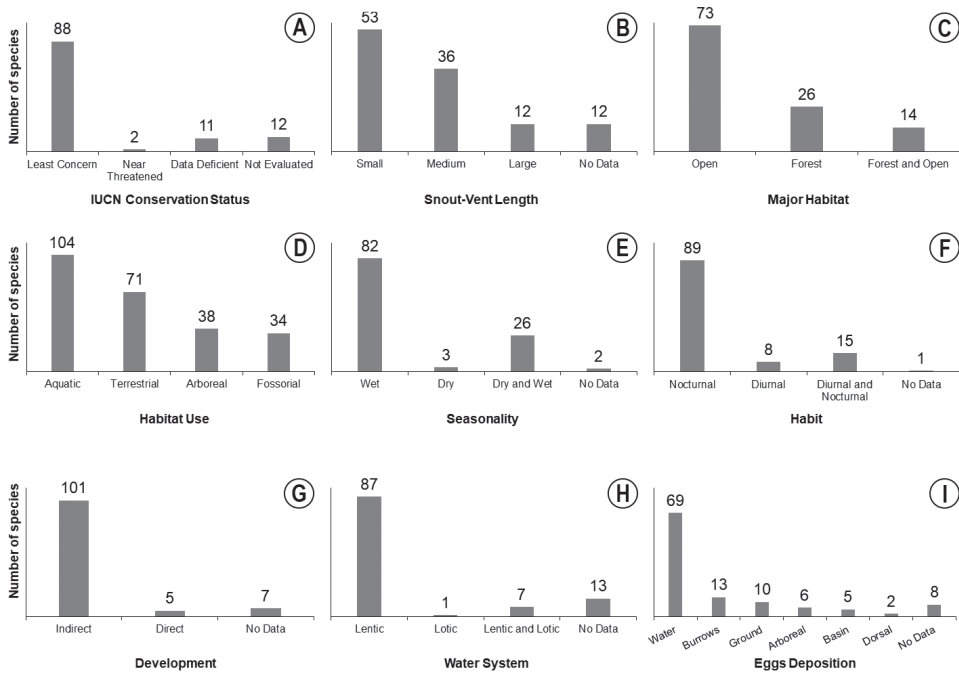 A
Number of species
88
2
11
12
Least Concern
Near
Threatened
Data Deficient
Not Evaluated
IUCN Conservation Status
B
53
36
12
12
Small
Medium
Large
No Data
Snout-Vent Length
C
73
26
14
Open
Forest
Forest and Open
Major Habitat
D
Number of species
104
71
38
34
Aquatic
Terrestrial
Arboreal
Fossorial
Habitat Use
E
82
3
26
2
Wet
Dry
Dry and Wet
No Data
Seasonality
F
89
8
15
1
Nocturnal
Diurnal
Diurnal and
Nocturnal
No Data
Habit
G
Number of species
101
5
7
Indirect
Direct
No Data
Development
H
87
1
7
13
Lentic
Lotic
Lentic and Lotic
No Data
Water System
I
69
13
10
6
5
2
8
Water
Burrows
Ground
Arboreal
Basin
Dorsal
No Data
Eggs Deposition